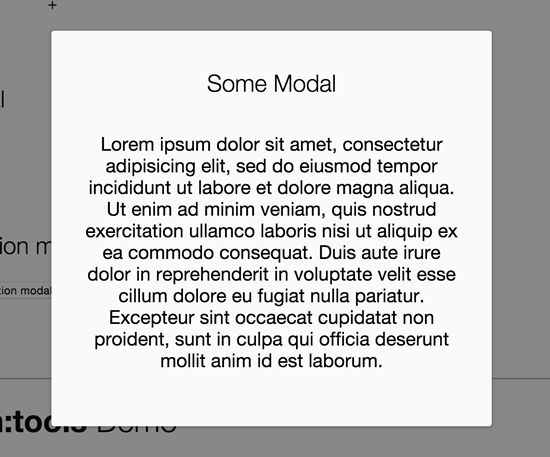 +
Some Modal
Lorem ipsum dolor sit amet, consectetur
adipisicing elit, sed do eiusmod tempor
incididunt ut labore et dolore magna aliqua.
Ut enim ad minim veniam, quis nostrud
exercitation ullamco laboris nisi ut aliquip ex
ea commodo consequat. Duis aute irure
dolor in reprehenderit in voluptate velit esse
cillum dolore eu fugiat nulla pariatur.
Excepteur sint occaecat cupidatat non
proident, sunt in culpa qui officia deserunt
mollit anim id est laborum.
tion modal
:tools Demo